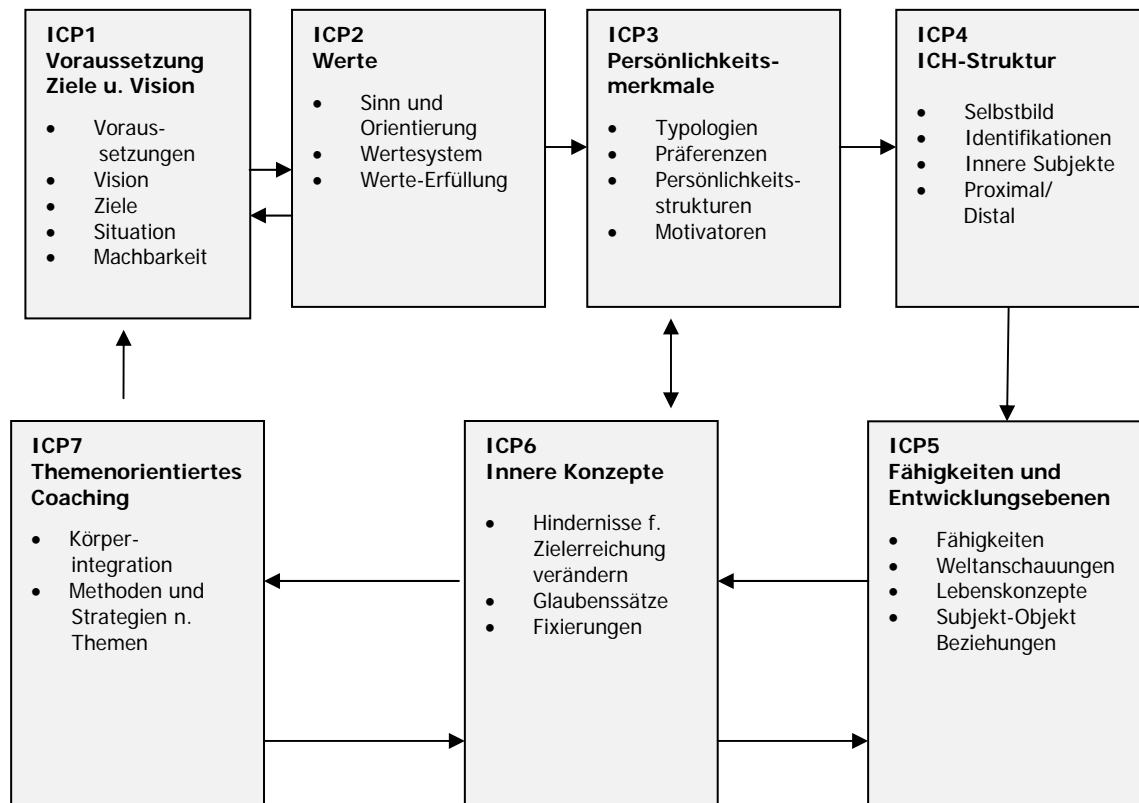 ICP1
Voraussetzung
Ziele u. Vision
• Voraus-
setzungen
• Vision
• Ziele
• Situation
• Machbarkeit
ICP2
Werte
• Sinn und
Orientierung
• Wertesystem
• Werte-Erfüllung
ICP3
Persönlichkeits-
merkmale
• Typologien
• Präferenzen
• Persönlichkeits-
strukturen
• Motivatoren
ICP4
ICH-Struktur
• Selbstbild
• Identifikationen
• Innere Subjekte
• Proximal/
Distal
ICP7
Themenorientiertes
Coaching
• Körper-
integration
• Methoden und
Strategien n.
Themen
ICP6
Innere Konzepte
• Hindernisse f.
Zielerreichung
verändern
• Glaubenssätze
• Fixierungen
ICP5
Fähigkeiten und
Entwicklungsebenen
• Fähigkeiten
• Weltanschauungen
• Lebenskonzepte
• Subjekt-Objekt
Beziehungen